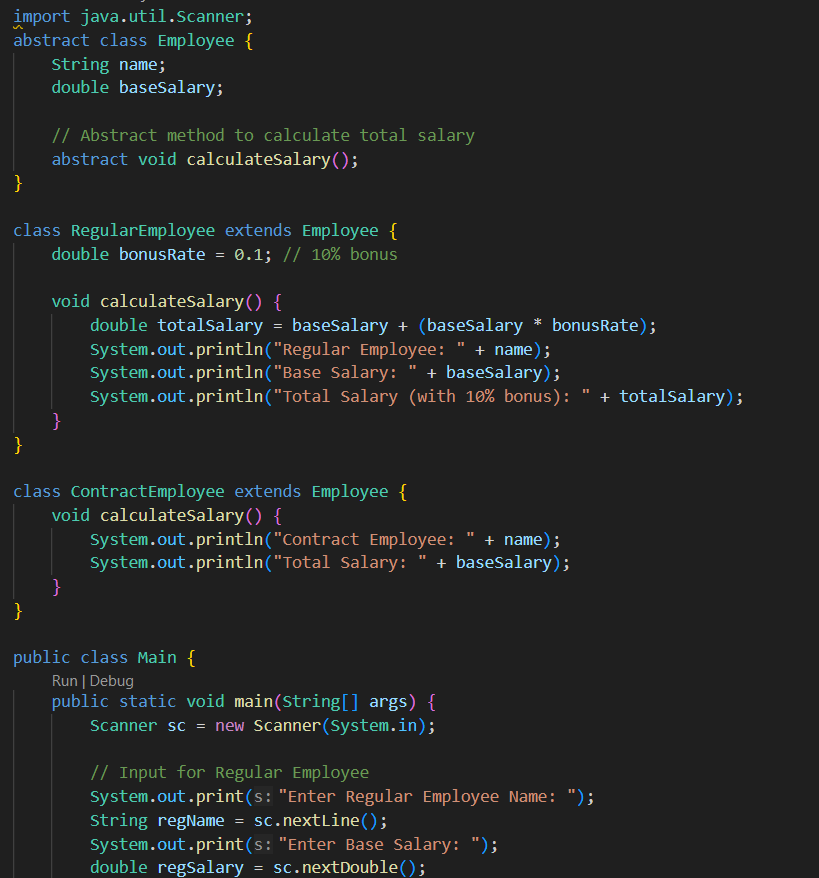 import java.util.Scanner;
abstract class Employee {
    String name;
    double baseSalary;

    // Abstract method to calculate total salary
    abstract void calculateSalary();
}

class RegularEmployee extends Employee {
    double bonusRate = 0.1; // 10% bonus

    void calculateSalary() {
        double totalSalary = baseSalary + (baseSalary * bonusRate);
        System.out.println("Regular Employee: " + name);
        System.out.println("Base Salary: " + baseSalary);
        System.out.println("Total Salary (with 10% bonus): " + totalSalary);
    }
}

class ContractEmployee extends Employee {
    void calculateSalary() {
        System.out.println("Contract Employee: " + name);
        System.out.println("Total Salary: " + baseSalary);
    }
}

public class Main {
    Run | Debug
    public static void main(String[] args) {
        Scanner sc = new Scanner(System.in);

        // Input for Regular Employee
        System.out.print(s: "Enter Regular Employee Name: ");
        String regName = sc.nextLine();
        System.out.print(s: "Enter Base Salary: ");
        double regSalary = sc.nextDouble();